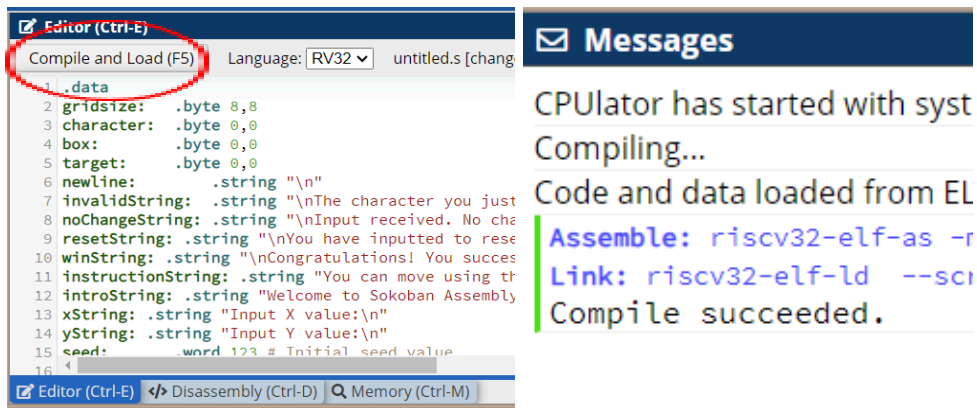 Editor (Ctrl-E)
Compile and Load (F5) Language: RV32 untitled.s [chang
1 .data
2 gridsize: .byte 8,8
3 character: .byte 0,0
4 box: .byte 0,0
5 target: .byte 0,0
6 newline: .string "\n"
7 invalidString: .string "\nThe character you just
8 noChangeString: .string "\nInput received. No cha
9 resetString: .string "\nYou have inputted to rese
10 winString: .string "\nCongratulations! You succes
11 instructionString: .string "You can move using th
12 introString: .string "Welcome to Sokoban Assembly
13 xString: .string "Input X value:\n"
14 yString: .string "Input Y value:\n"
15 seed: .word 123 # Initial seed value
16
Editor (Ctrl-E) </> Disassembly (Ctrl-D) Memory (Ctrl-M)
Messages
CPUlator has started with syst
Compiling...
Code and data loaded from EL
Assemble: riscv32-elf-as -m
Link: riscv32-elf-ld --scr
Compile succeeded.